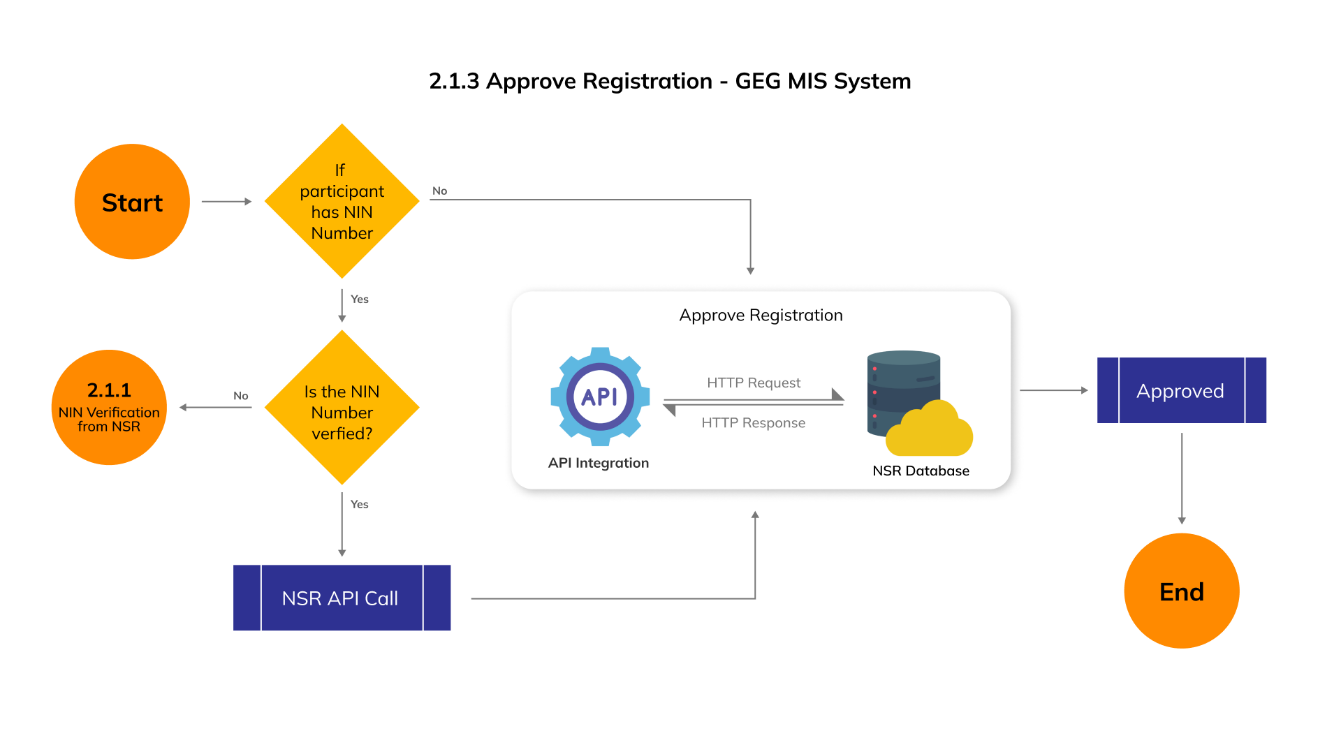 2.1.3 Approve Registration - GEG MIS System
Start
If
participant
has NIN
Number
No
Yes
2.1.1
NIN Verification
from NSR
No
Is the NIN
Number
verfied?
Yes
NSR API Call
Approve Registration
API
API Integration
HTTP Request
HTTP Response
NSR Database
Approved
End